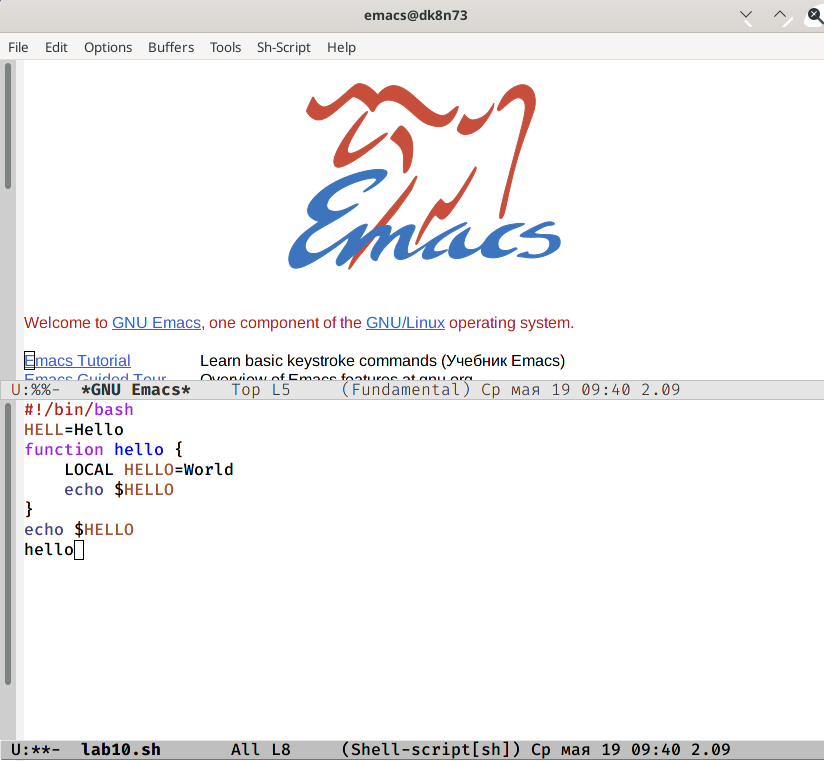 emacs@dk8n73
File Edit Options Buffers Tools Sh-Script Help
Emacs
Welcome to GNU Emacs, one component of the GNU/Linux operating system.
Emacs Tutorial Learn basic keystroke commands (Учебник Emacs)
Emacs Guided Tour Overview of Emacs features at gnu.org
U:%%- *GNU Emacs* Top L5 (Fundamental) Ср мая 19 09:40 2.09
#!/bin/bash
HELL=Hello
function hello {
LOCAL HELLO=World
echo $HELLO
}
echo $HELLO
hello
U:**- lab10.sh All L8 (Shell-script[sh]) Ср мая 19 09:40 2.09